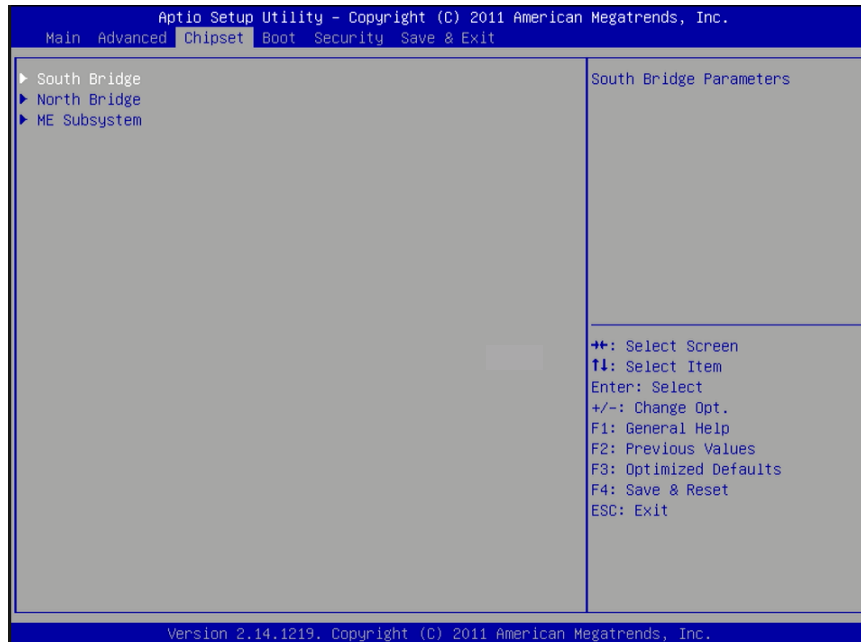 Aptio Setup Utility – Copyright (C) 2011 American Megatrends, Inc.
Main Advanced Chipset Boot Security Save & Exit
South Bridge
North Bridge
ME Subsystem
South Bridge Parameters
→←: Select Screen
↑↓: Select Item
Enter: Select
+/-: Change Opt.
F1: General Help
F2: Previous Values
F3: Optimized Defaults
F4: Save & Reset
ESC: Exit
Version 2.14.1219. Copyright (C) 2011 American Megatrends, Inc.